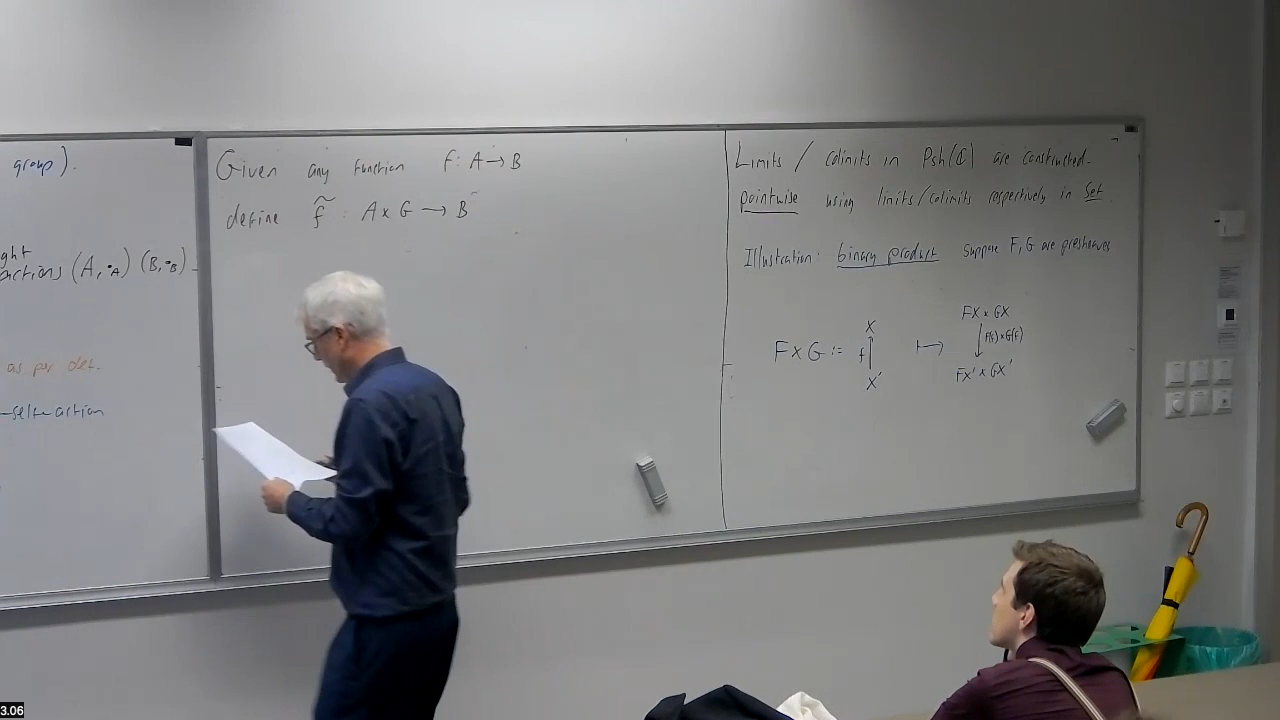 group).
ght
actions (A, •A) (B, •B)
as per def.
-self-action
Given any function f: A → B
define f̃ : A × G → B
Limits / colimits in Psh(ℂ) are constructed
pointwise using limits/colimits respectively in Set.
Illustration: binary product suppose F, G are presheaves
X FX × GX
F × G := f ↑ ↦ ↓ F(f) × G(f)
X' FX' × GX'
3.06